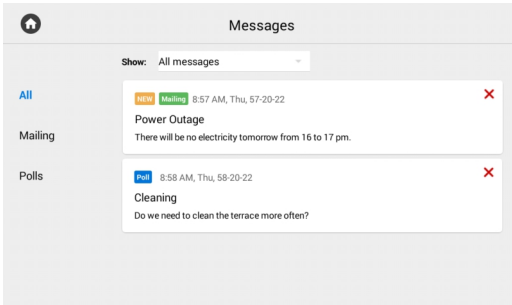 Messages
Show: All messages
All
Mailing
Polls
NEW Mailing 8:57 AM, Thu, 57-20-22
Power Outage
There will be no electricity tomorrow from 16 to 17 pm.
Poll 8:58 AM, Thu, 58-20-22
Cleaning
Do we need to clean the terrace more often?